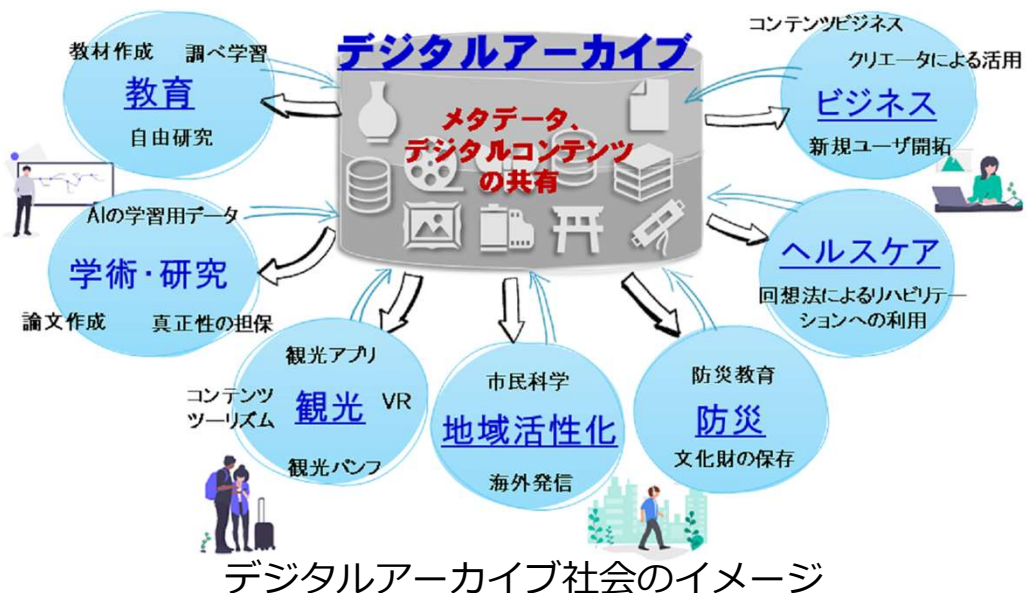 デジタルアーカイブ
メタデータ、
デジタルコンテンツ
の共有
教材作成 調べ学習
教育
自由研究
AIの学習用データ
学術・研究
論文作成 真正性の担保
観光アプリ
コンテンツ
ツーリズム
観光 VR
観光パンフ
市民科学
地域活性化
海外発信
防災教育
防災
文化財の保存
ヘルスケア
回想法によるリハビリテー
ションへの利用
コンテンツビジネス
クリエータによる活用
ビジネス
新規ユーザ開拓
デジタルアーカイブ社会のイメージ